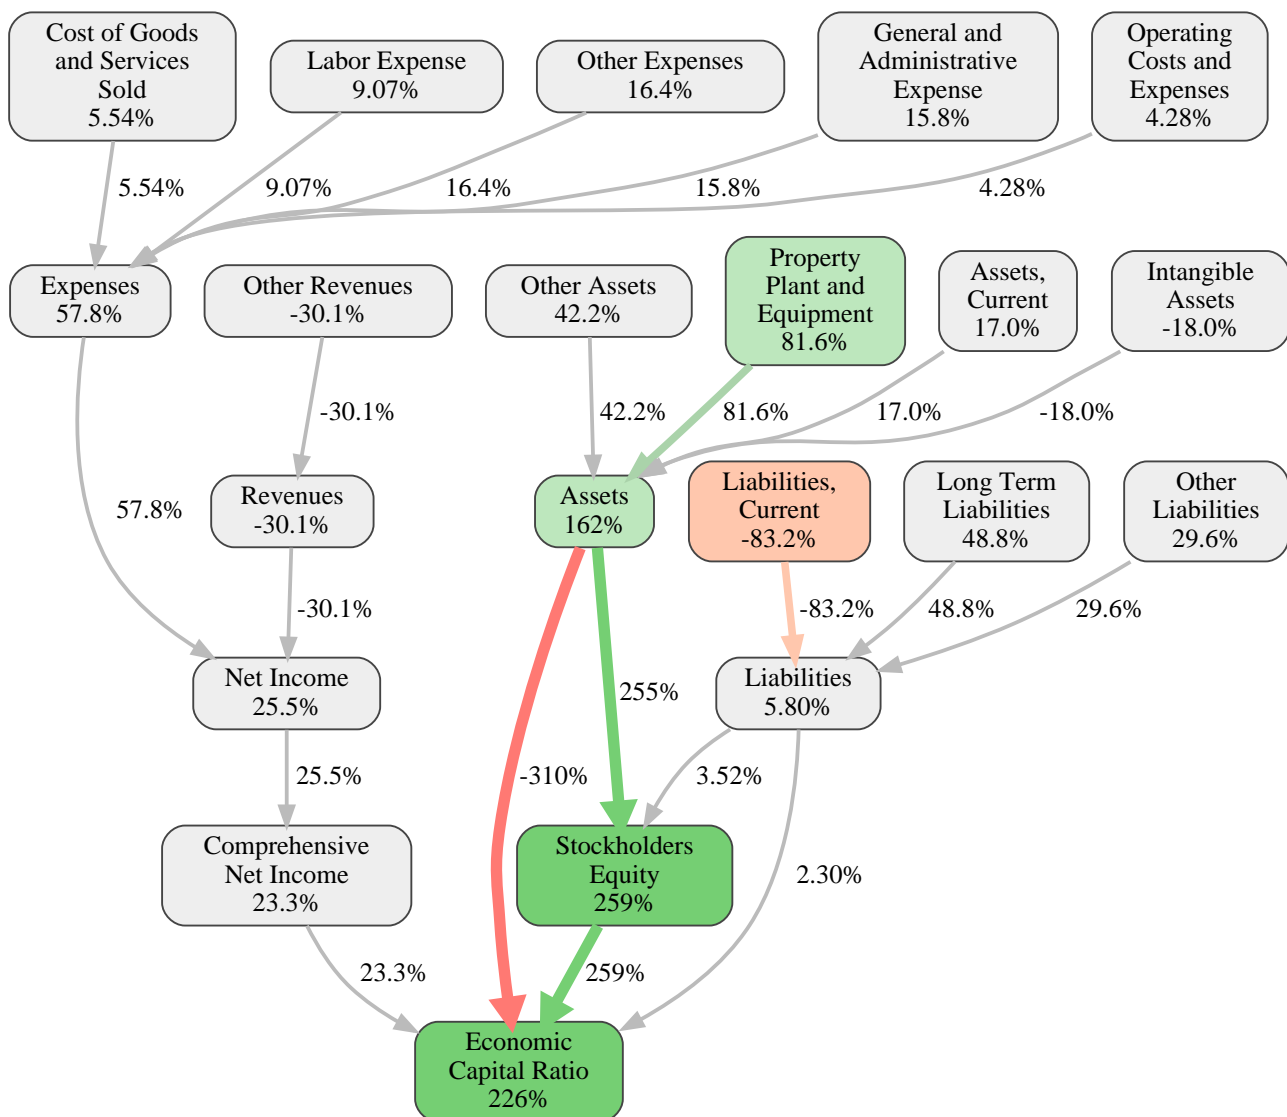 Cost of Goods
and Services
Sold
5.54%
Labor Expense
9.07%
Other Expenses
16.4%
General and
Administrative
Expense
15.8%
Operating
Costs and
Expenses
4.28%
5.54%
9.07%
16.4%
15.8%
4.28%
Expenses
57.8%
Other Revenues
-30.1%
Other Assets
42.2%
Property
Plant and
Equipment
81.6%
Assets,
Current
17.0%
Intangible
Assets
-18.0%
-30.1%
42.2%
81.6%
17.0%
-18.0%
57.8%
Revenues
-30.1%
Assets
162%
Liabilities,
Current
-83.2%
Long Term
Liabilities
48.8%
Other
Liabilities
29.6%
-30.1%
-83.2%
48.8%
29.6%
Net Income
25.5%
255%
Liabilities
5.80%
25.5%
-310%
3.52%
Comprehensive
Net Income
23.3%
Stockholders
Equity
259%
2.30%
23.3%
259%
Economic
Capital Ratio
226%